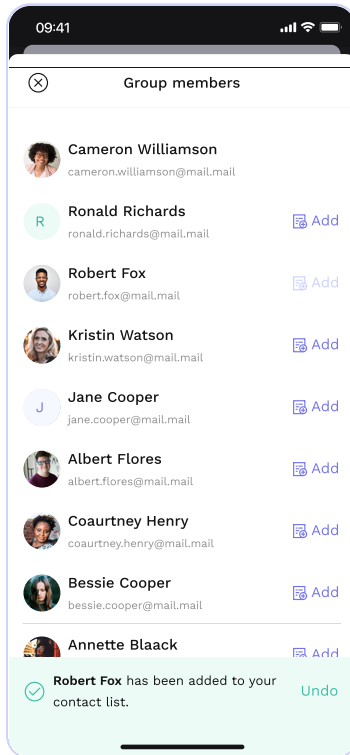 09:41
Group members
Cameron Williamson
cameron.williamson@mail.mail
R
Ronald Richards
ronald.richards@mail.mail
Add
Robert Fox
robert.fox@mail.mail
Add
Kristin Watson
kristin.watson@mail.mail
Add
J
Jane Cooper
jane.cooper@mail.mail
Add
Albert Flores
albert.flores@mail.mail
Add
Coaurtney Henry
coaurtney.henry@mail.mail
Add
Bessie Cooper
bessie.cooper@mail.mail
Add
Annette Blaack
Add
Robert Fox has been added to your
contact list.
Undo